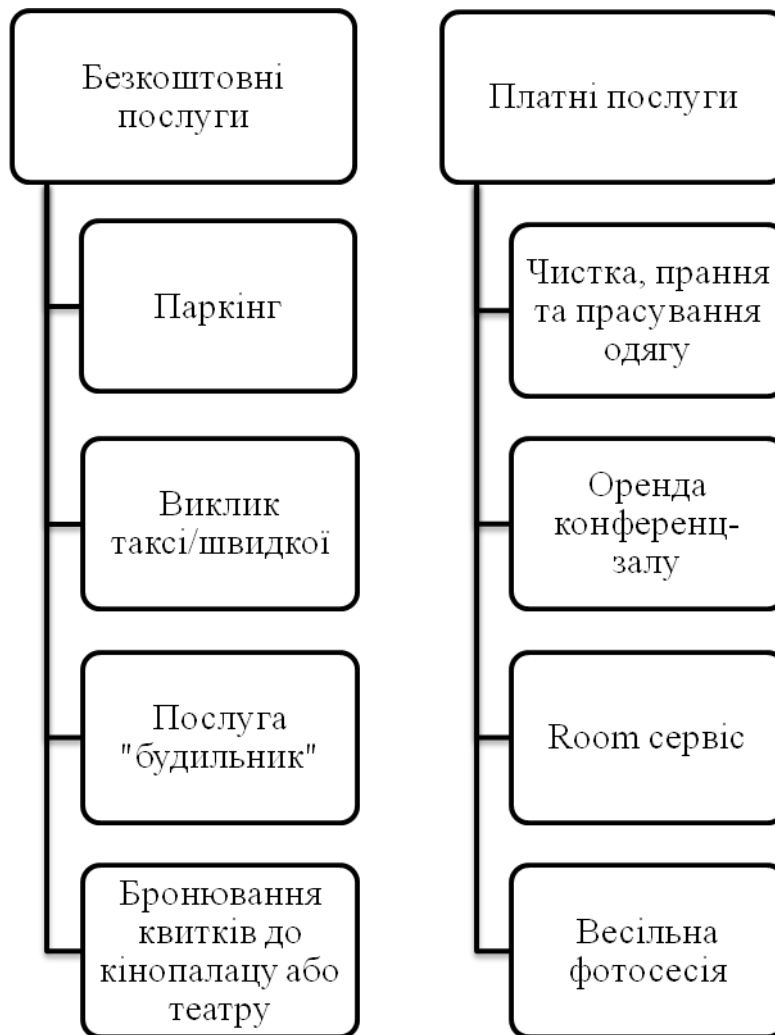 Безкоштовні
послуги
Паркінг
Виклик
таксі/швидкої
Послуга
"будильник"
Бронювання
квитків до
кінопалацу або
театру
Платні послуги
Чистка, прання
та прасування
одягу
Оренда
конференц-
залу
Room сервіс
Весільна
фотосесія